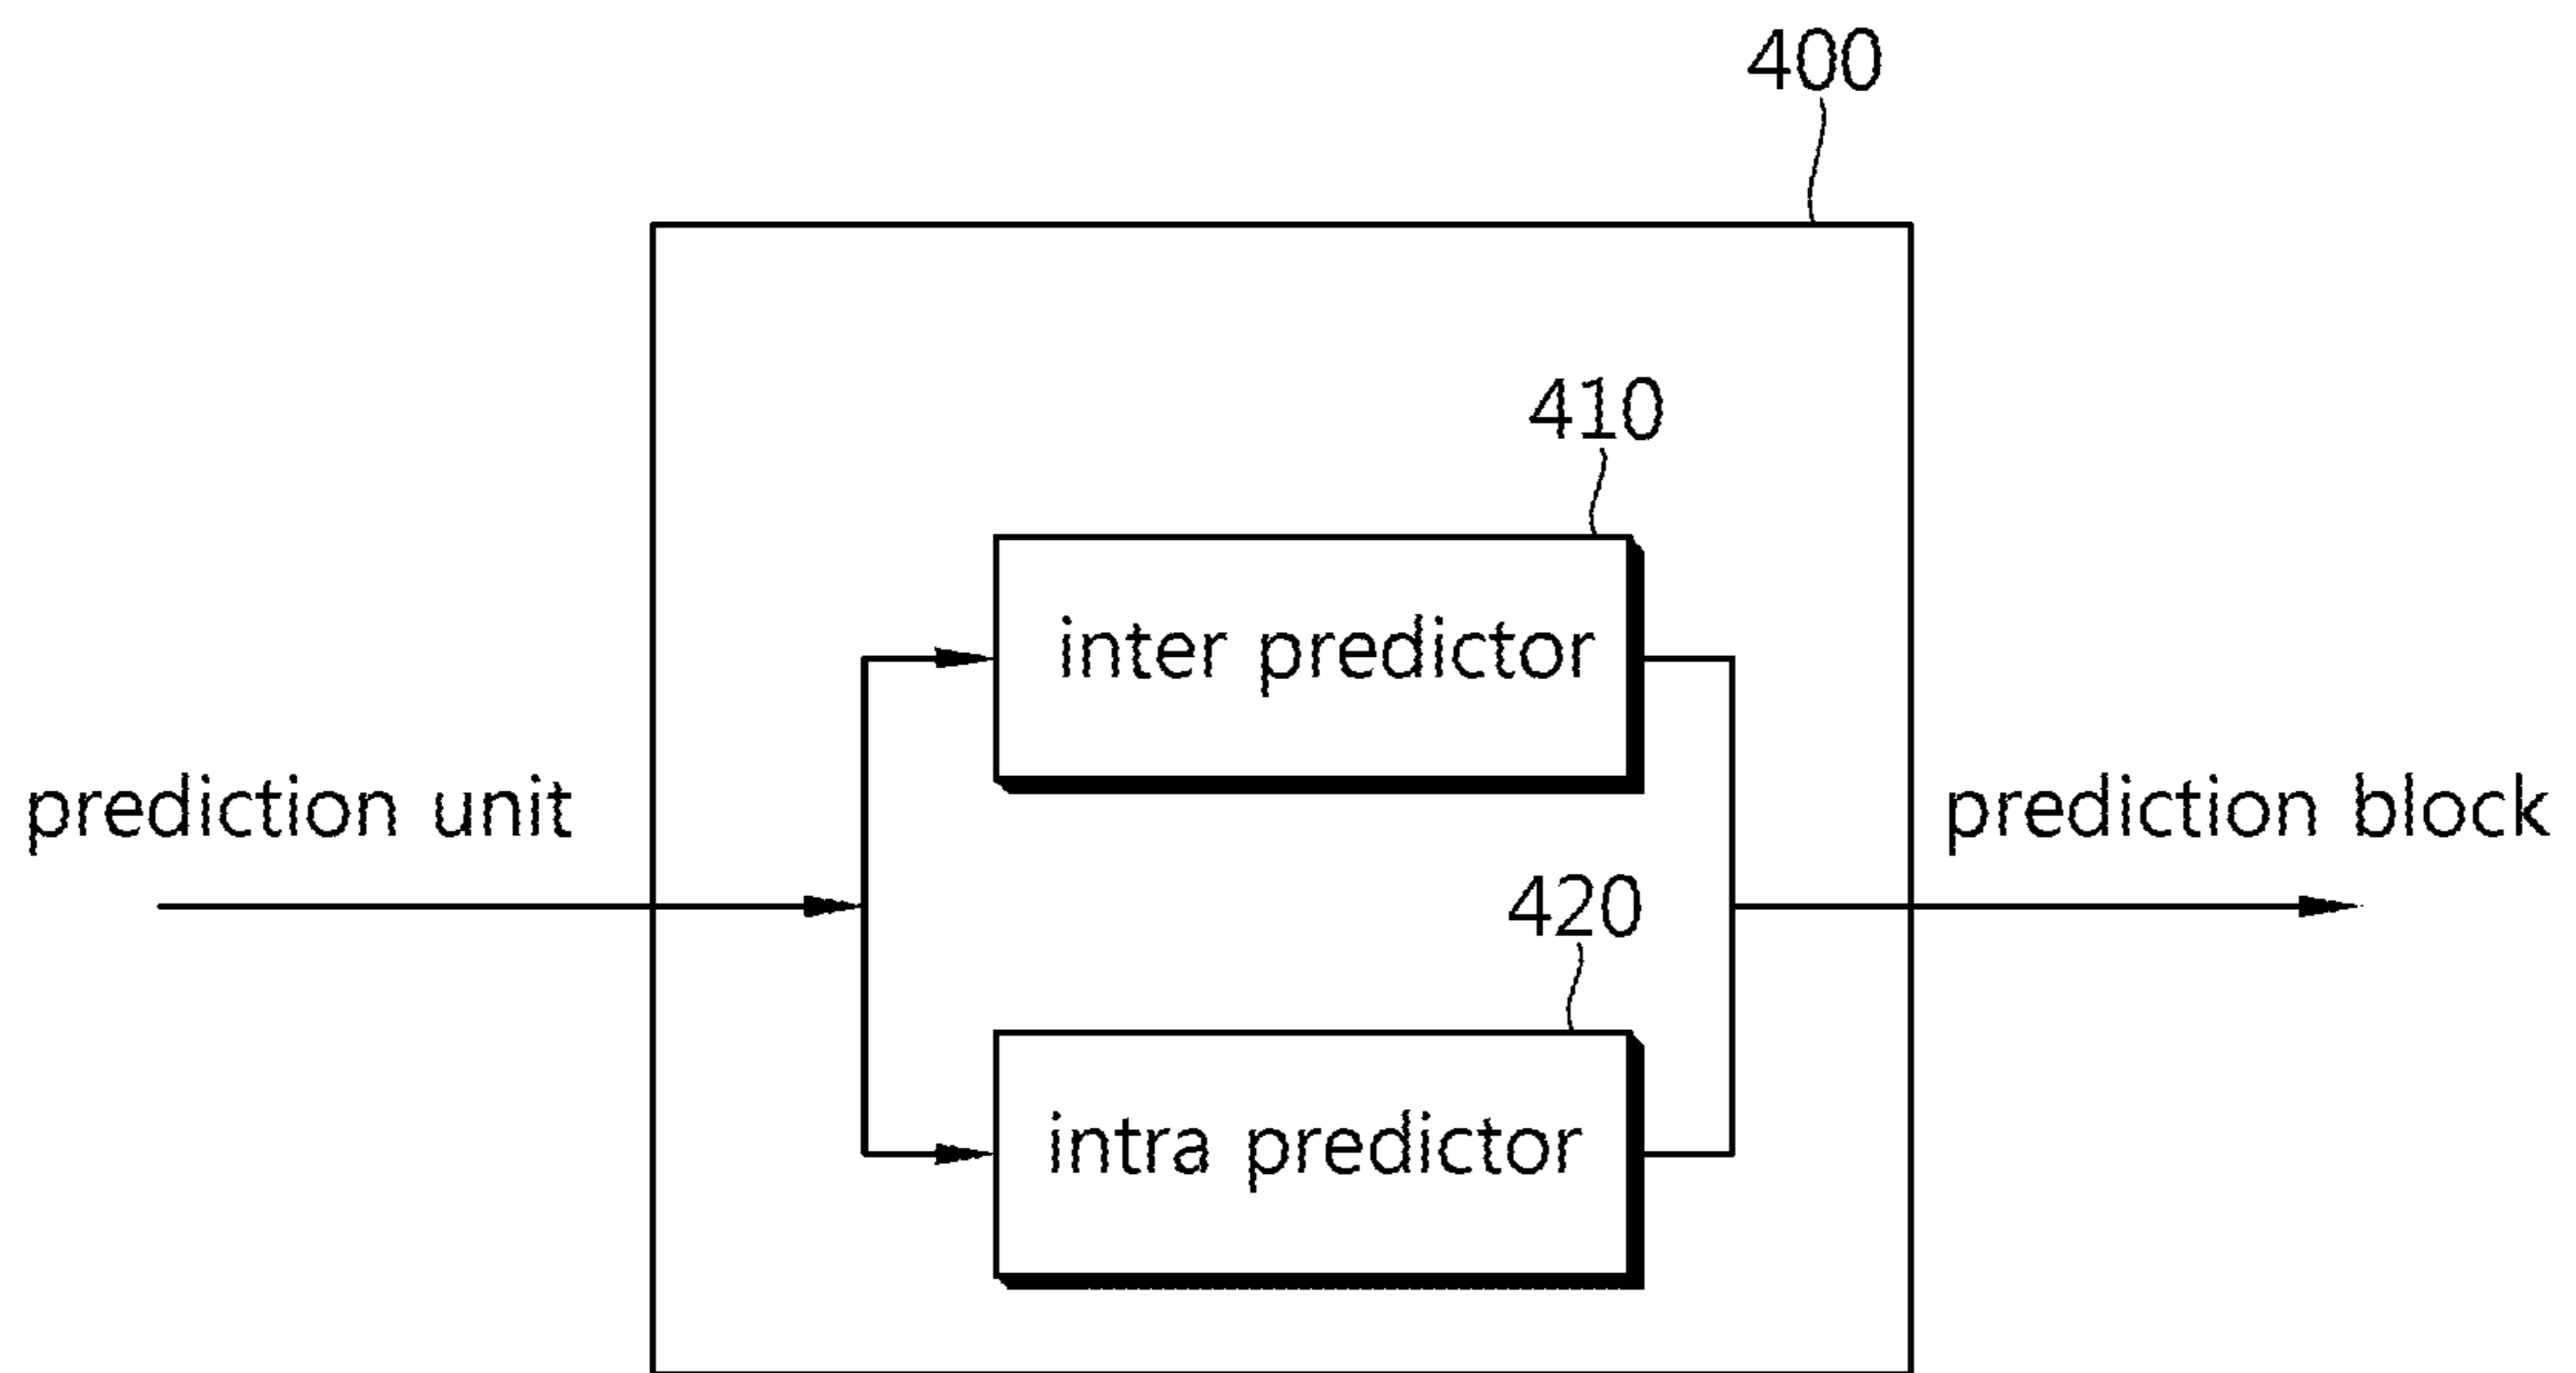 400
410
inter predictor
prediction unit
prediction block
420
intra predictor